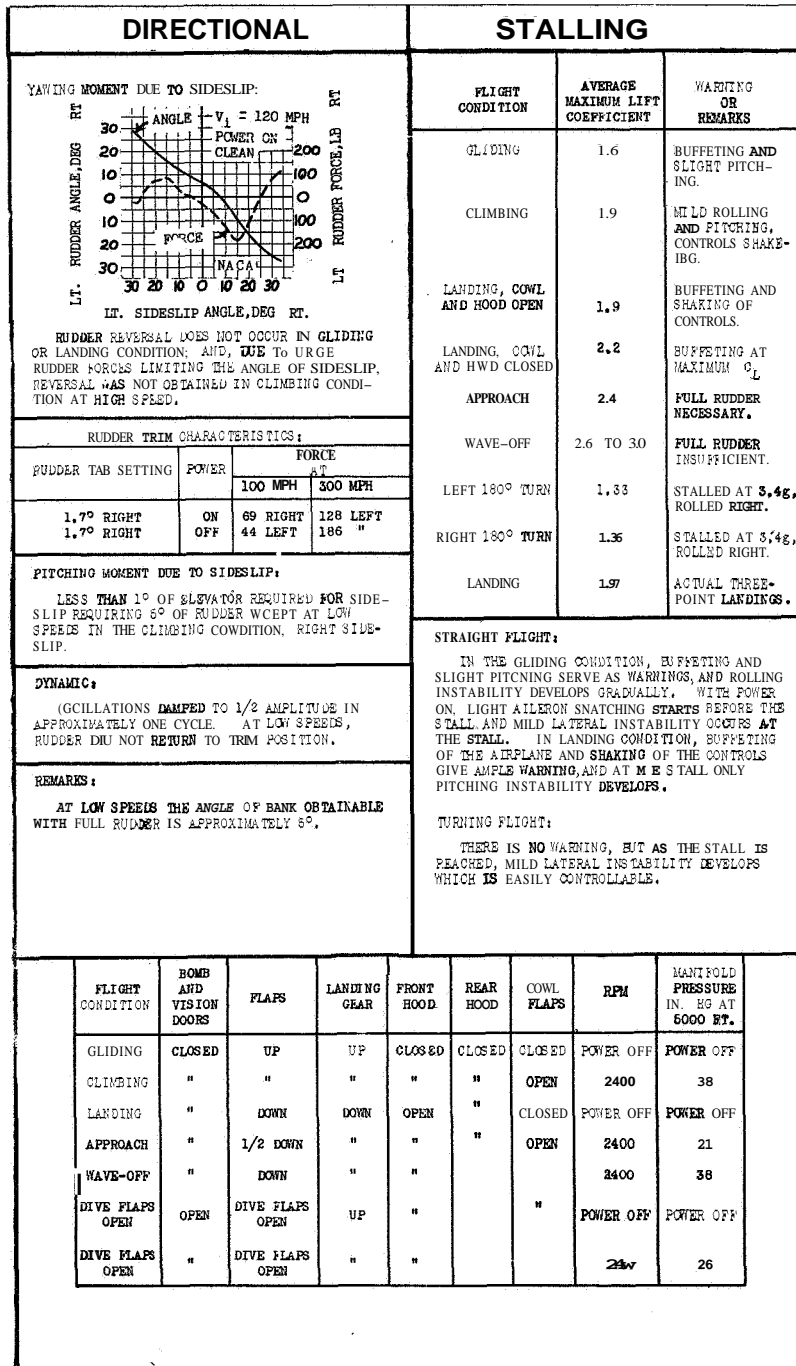 DIRECTIONAL
YAWING MOMENT DUE TO SIDESLIP:
LT. RUDDER ANGLE, DEG RT
30
20
10
0
10
20
30
ANGLE
V₁ = 120 MPH
POWER ON
CLEAN
FORCE
NACA
200
100
0
100
200
LT RUDDER FORCE, LB RT
30 20 10 0 10 20 30
LT. SIDESLIP ANGLE, DEG RT.
RUDDER REVERSAL DOES NOT OCCUR IN GLIDING
OR LANDING CONDITION; AND, DUE To URGE
RUDDER FORCES LIMITING THE ANGLE OF SIDESLIP,
REVERSAL WAS NOT OBTAINED IN CLIMBING CONDI–
TION AT HIGH SPEED.
RUDDER TRIM CHARACTERISTICS:
RUDDER TAB SETTING POWER FORCE AT
100 MPH 300 MPH
1.7° RIGHT ON 69 RIGHT 128 LEFT
1.7° RIGHT OFF 44 LEFT 186 "
PITCHING MOMENT DUE TO SIDESLIP:
LESS THAN 1° OF ELEVATOR REQUIRED FOR SIDE-
SLIP REQUIRING 5° OF RUDDER WCEPT AT LOW
SPEEDS IN THE CLIMBING COWDITION, RIGHT SIDE-
SLIP.
DYNAMIC:
(GCILLATIONS DAMPED TO 1/2 AMPLITUDE IN
APPROXIMATELY ONE CYCLE. AT LOW SPEEDS,
RUDDER DIU NOT RETURN TO TRIM POSITION.
REMARKS:
AT LOW SPEEDS THE ANGLE OF BANK OBTAINABLE
WITH FULL RUDDER IS APPROXIMATELY 5°.
STALLING
FLIGHT CONDITION AVERAGE MAXIMUM LIFT COEFFICIENT WARNING OR REMARKS
GLIDING 1.6 BUFFETING AND
SLIGHT PITCH–
ING.
CLIMBING 1.9 MILD ROLLING
AND PITCHING,
CONTROLS SHAKE-
IBG.
LANDING, COWL BUFFETING AND
AND HOOD OPEN 1.9 SHAKING OF
CONTROLS.
LANDING, COWL 2.2 BUFFETING AT
AND HWD CLOSED MAXIMUM C_L
APPROACH 2.4 FULL RUDDER
NECESSARY.
WAVE–OFF 2.6 TO 3.0 FULL RUDDER
INSUFFICIENT.
LEFT 180° TURN 1.33 STALLED AT 3.4g,
ROLLED RIGHT.
RIGHT 180° TURN 1.36 STALLED AT 3.4g,
ROLLED RIGHT.
LANDING 1.97 ACTUAL THREE-
POINT LANDINGS.
STRAIGHT FLIGHT:
IN THE GLIDING CONDITION, BUFFETING AND
SLIGHT PITCNING SERVE AS WARNINGS, AND ROLLING
INSTABILITY DEVELOPS GRADUALLY. WITH POWER
ON, LIGHT AILERON SNATCHING STARTS BEFORE THE
STALL AND MILD LATERAL INSTABILITY OCCURS AT
THE STALL. IN LANDING CONDITION, BUFFETING
OF THE AIRPLANE AND SHAKING OF THE CONTROLS
GIVE AMPLE WARNING, AND AT M E STALL ONLY
PITCHING INSTABILITY DEVELOPS.
TURNING FLIGHT:
THERE IS NO WARNING, BUT AS THE STALL IS
REACHED, MILD LATERAL INSTABILITY DEVELOPS
WHICH IS EASILY CONTROLLABLE.
FLIGHT CONDITION BOMB AND VISION DOORS FLAPS LANDING GEAR FRONT HOOD. REAR HOOD COWL FLAPS RPM MANIFOLD PRESSURE IN. HG AT 5000 FT.
GLIDING CLOSED UP UP CLOSED CLOSED CLOSED POWER OFF POWER OFF
CLIMBING " " " " " OPEN 2400 38
LANDING " DOWN DOWN OPEN " CLOSED POWER OFF POWER OFF
APPROACH " 1/2 DOWN " " " OPEN 2400 21
WAVE-OFF " DOWN " " 2400 38
DIVE FLAPS OPEN OPEN DIVE FLAPS OPEN UP " " POWER OFF POWER OFF
DIVE FLAPS OPEN " DIVE FLAPS OPEN " " 24w 26